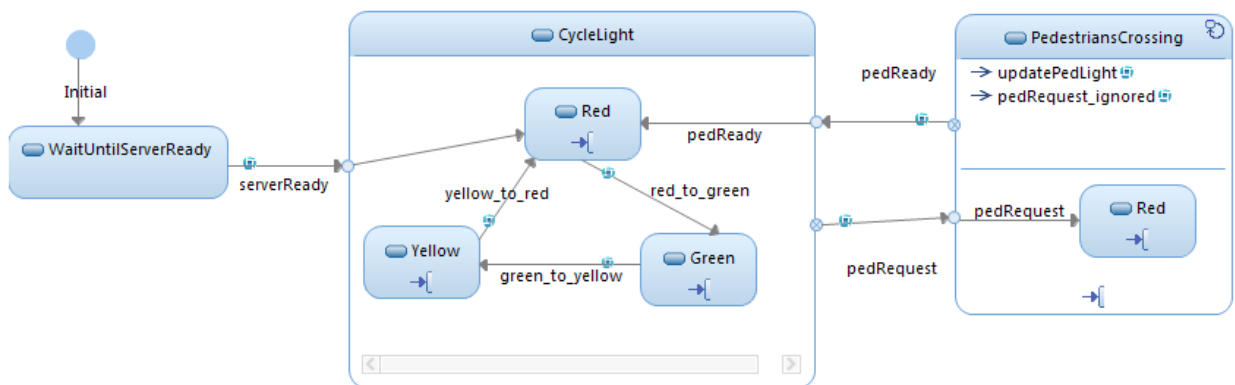 Initial
WaitUntilServerReady
serverReady
CycleLight
Red
pedReady
yellow_to_red
red_to_green
Yellow
green_to_yellow
Green
pedReady
pedRequest
PedestriansCrossing
updatePedLight
pedRequest_ignored
pedRequest
Red